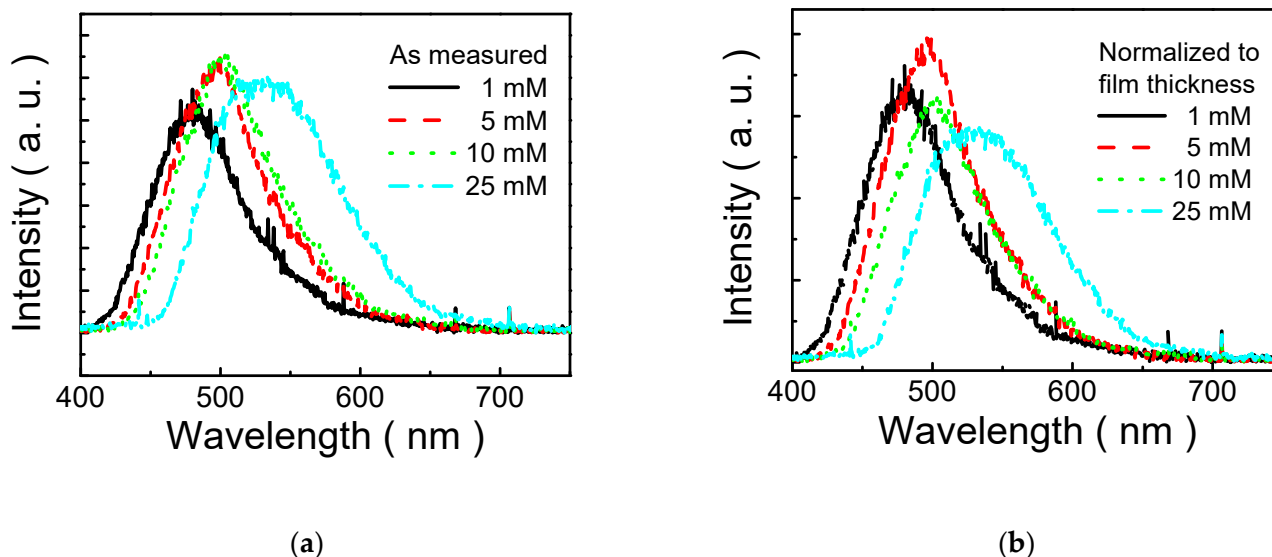 As measured
1 mM
5 mM
10 mM
25 mM
Intensity ( a. u. )
400 500 600 700
Wavelength ( nm )
(a)
Normalized to
film thickness
1 mM
5 mM
10 mM
25 mM
Intensity ( a. u. )
400 500 600 700
Wavelength ( nm )
(b)